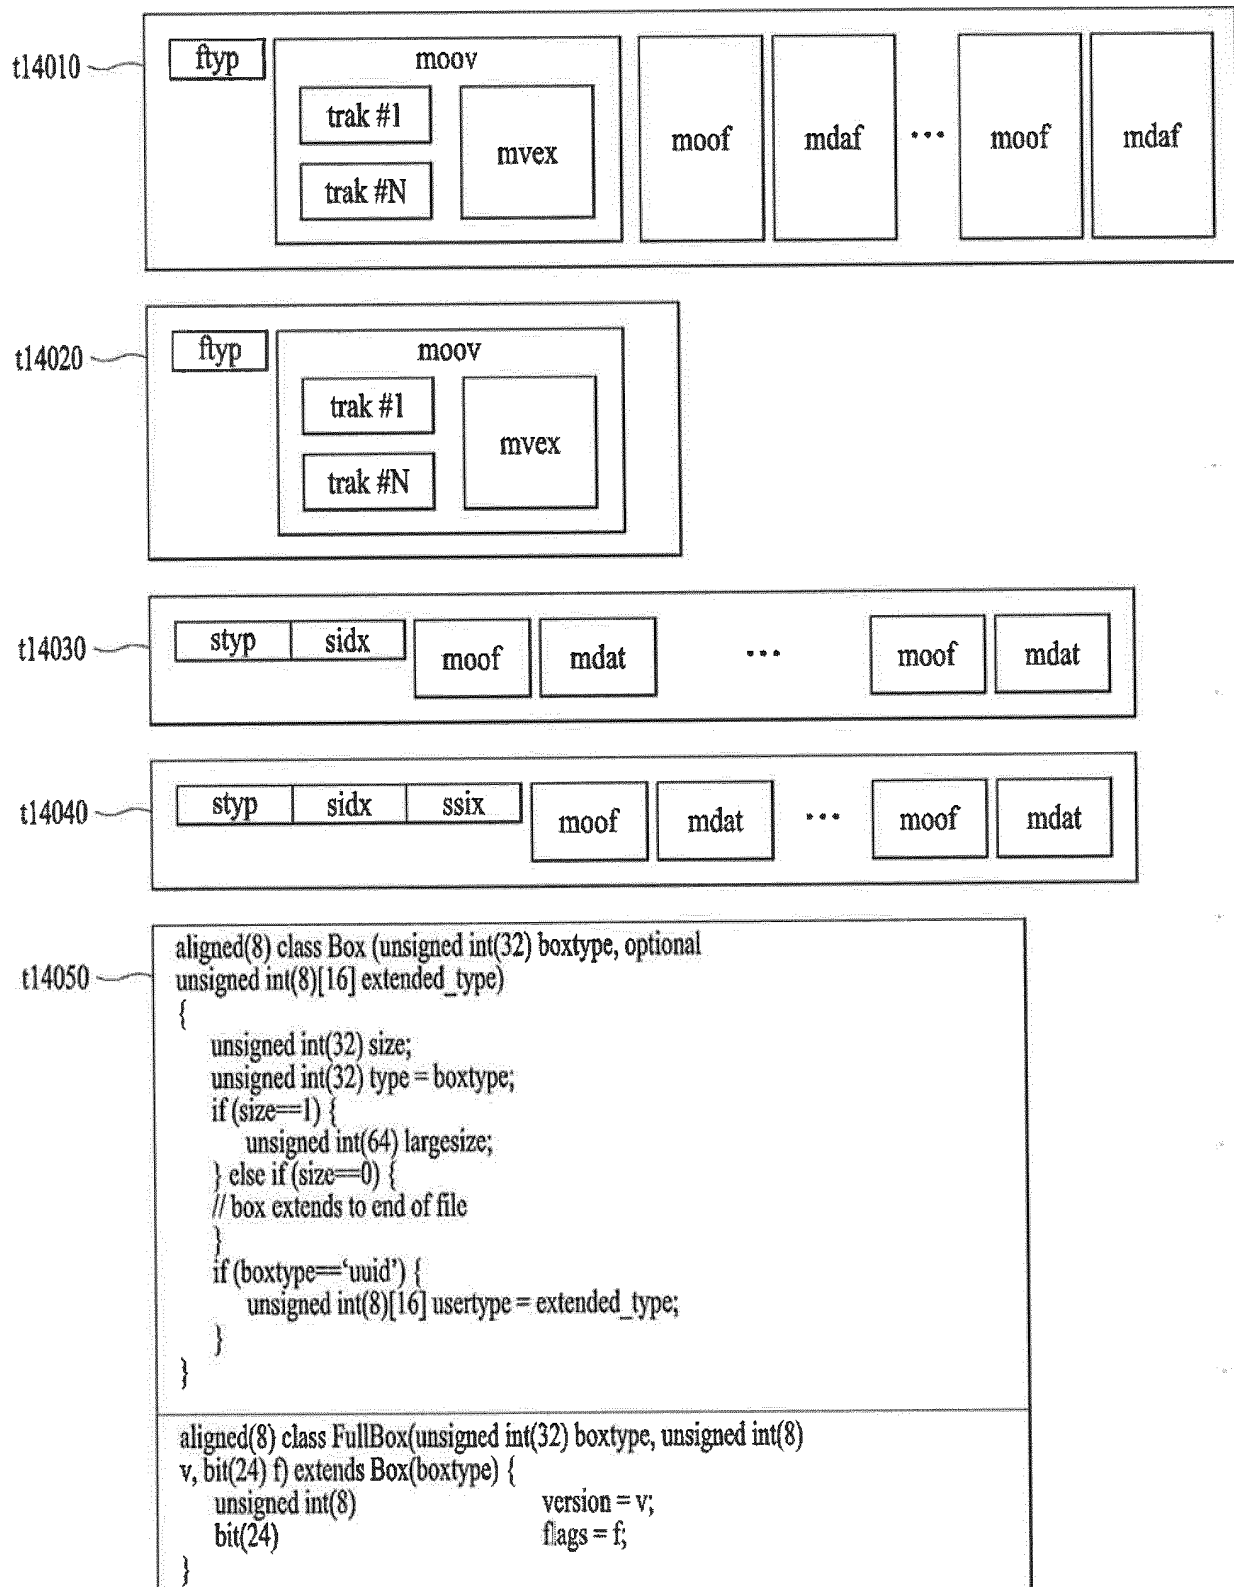 t14010
ftyp
moov
trak #1
trak #N
mvex
moof
mdaf
...
moof
mdaf
t14020
ftyp
moov
trak #1
trak #N
mvex
t14030
styp sidx
moof
mdat
...
moof
mdat
t14040
styp sidx ssix
moof
mdat
...
moof
mdat
t14050
aligned(8) class Box (unsigned int(32) boxtype, optional
unsigned int(8)[16] extended_type)
{
unsigned int(32) size;
unsigned int(32) type = boxtype;
if (size==1) {
unsigned int(64) largesize;
} else if (size==0) {
// box extends to end of file
}
if (boxtype==‘uuid’) {
unsigned int(8)[16] usertype = extended_type;
}
}
aligned(8) class FullBox(unsigned int(32) boxtype, unsigned int(8)
v, bit(24) f) extends Box(boxtype) {
unsigned int(8) version = v;
bit(24) flags = f;
}